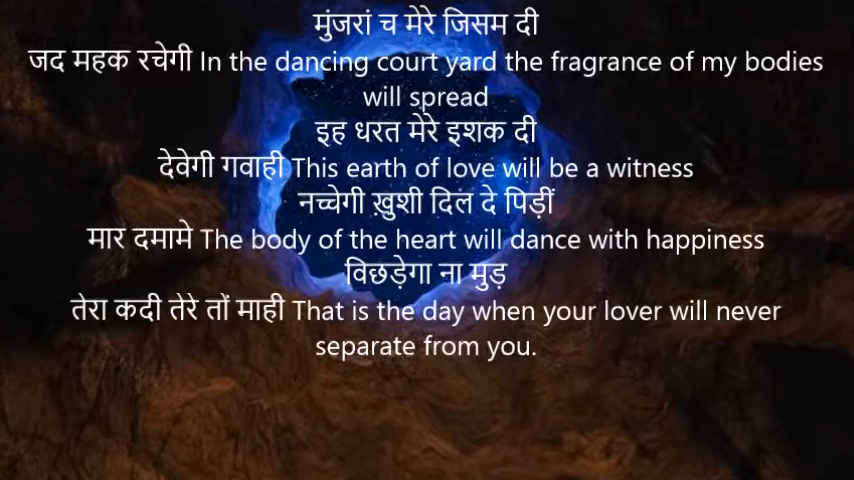 मुंजरां च मेरे जिसम दी
जद महक रचेगी In the dancing court yard the fragrance of my bodies
will spread
इह धरत मेरे इशक दी
देवेगी गवाही This earth of love will be a witness
नच्चेगी ख़ुशी दिल दे पिड़ीं
मार दमामे The body of the heart will dance with happiness
विछड़ेगा ना मुड़
तेरा कदी तेरे तों माही That is the day when your lover will never
separate from you.